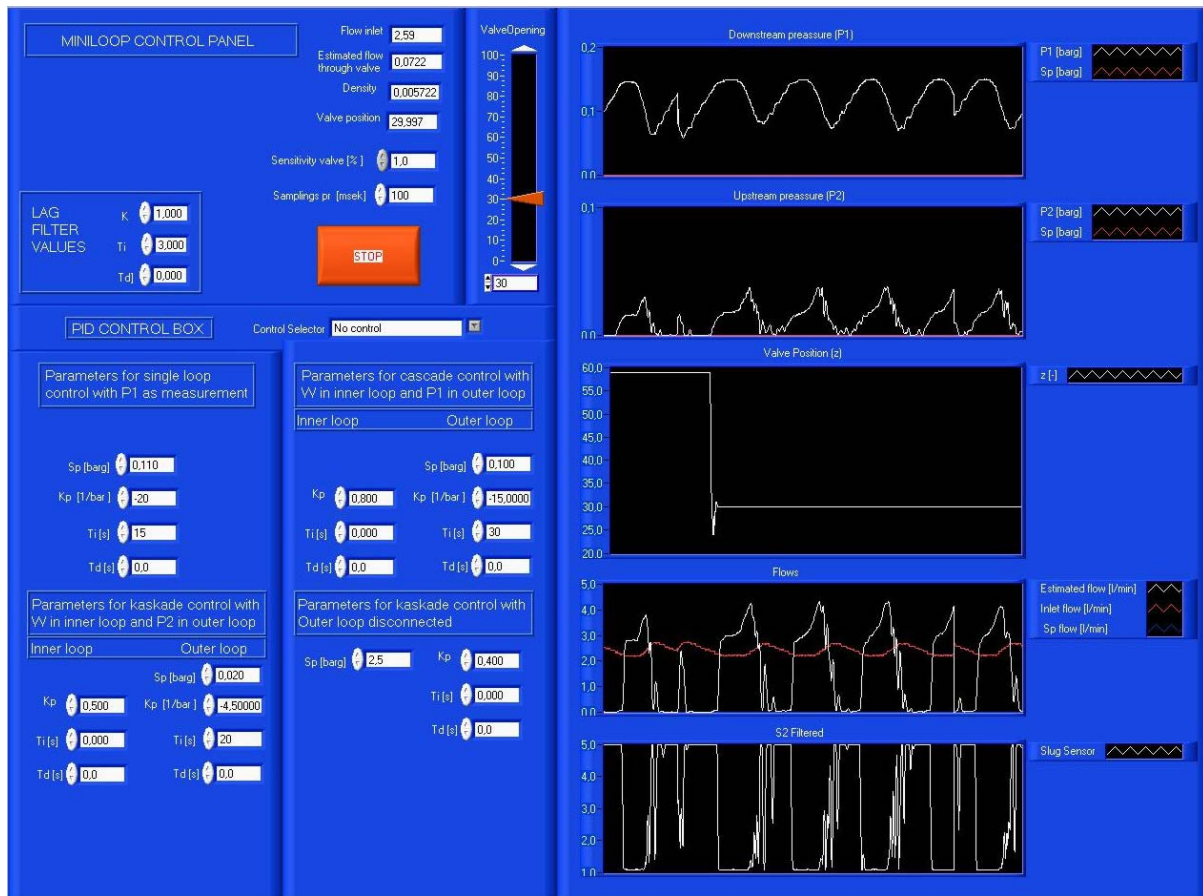 MINILOOP CONTROL PANEL
Flow inlet 2,59
Estimated flow
through valve 0,0722
Density 0,005722
Valve position 29,997
Sensitivity valve [% ] 1,0
Samplings pr [msek] 100
LAG
FILTER
VALUES
K 1,000
Ti 3,000
Td] 0,000
STOP
ValveOpening
100-
90-
80-
70-
60-
50-
40-
30-
20-
10-
0-
30
PID CONTROL BOX
Control Selector No control
Parameters for single loop
control with P1 as measurement
Sp [barg] 0,110
Kp [1/bar ] -20
Ti [s] 15
Td [s] 0,0
Parameters for cascade control with
W in inner loop and P1 in outer loop
Inner loop Outer loop
Sp [barg] 0,100
Kp 0,800 Kp [1/bar ] -15,0000
Ti [s] 0,000 Ti [s] 30
Td [s] 0,0 Td [s] 0,0
Parameters for kaskade control with
W in inner loop and P2 in outer loop
Inner loop Outer loop
Sp [barg] 0,020
Kp 0,500 Kp [1/bar] -4,50000
Ti [s] 0,000 Ti [s] 20
Td [s] 0,0 Td [s] 0,0
Parameters for kaskade control with
Outer loop disconnected
Sp [barg] 2,5 Kp 0,400
Ti [s] 0,000
Td [s] 0,0
Downstream preassure (P1)
0,2
0,1
0,0
P1 [barg]
Sp [barg]
Upstream preassure (P2)
0,1
0,0
P2 [barg]
Sp [barg]
Valve Position (z)
60,0
55,0
50,0
45,0
40,0
35,0
30,0
25,0
20,0
z [-]
Flows
5,0
4,0
3,0
2,0
1,0
0,0
Estimated flow [l/min]
Inlet flow [l/min]
Sp flow [l/min]
S2 Filtered
5,0
4,0
3,0
2,0
1,0
Slug Sensor